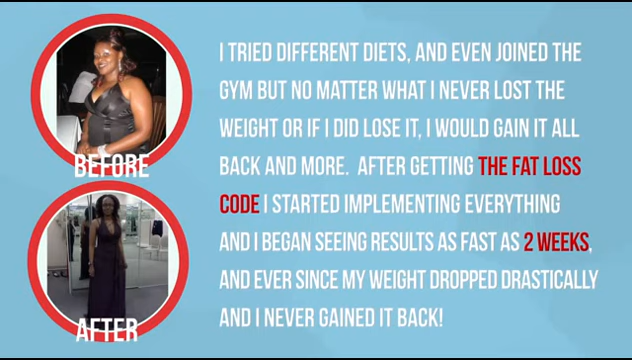 BEFORE
AFTER
I TRIED DIFFERENT DIETS, AND EVEN JOINED THE
GYM BUT NO MATTER WHAT I NEVER LOST THE
WEIGHT OR IF I DID LOSE IT, I WOULD GAIN IT ALL
BACK AND MORE. AFTER GETTING THE FAT LOSS
CODE I STARTED IMPLEMENTING EVERYTHING
AND I BEGAN SEEING RESULTS AS FAST AS 2 WEEKS,
AND EVER SINCE MY WEIGHT DROPPED DRASTICALLY
AND I NEVER GAINED IT BACK!